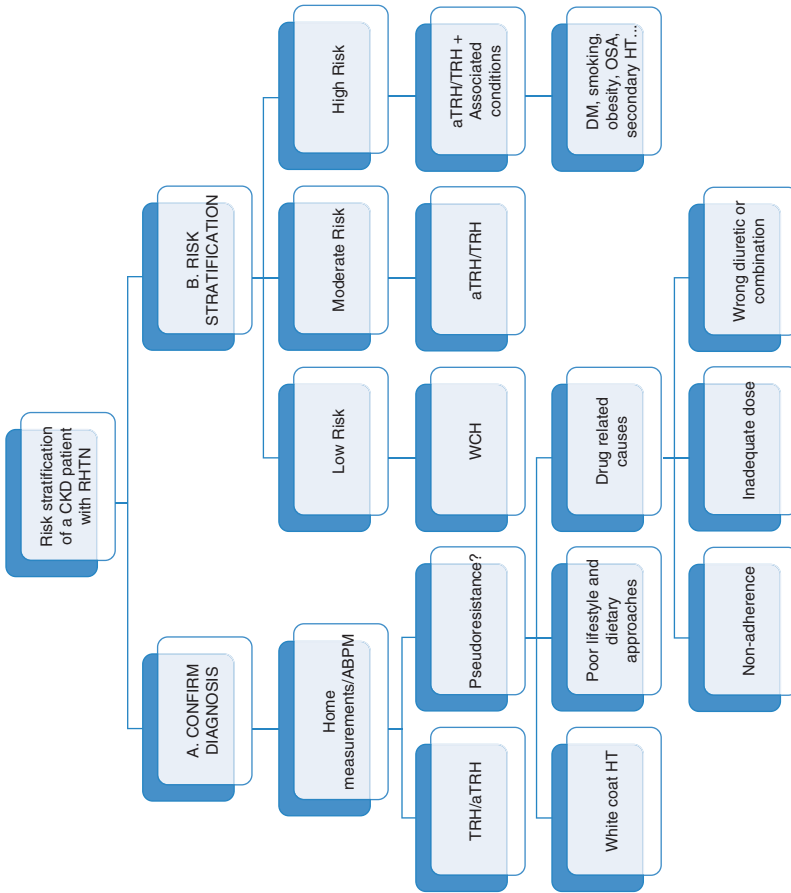 Risk stratification
of a CKD patient
with RHTN
A. CONFIRM
DIAGNOSIS
B. RISK
STRATIFICATION
Home
measurements/ABPM
Low Risk
Moderate Risk
High Risk
TRH/aTRH
Pseudoresistance?
WCH
aTRH/TRH
aTRH/TRH +
Associated
conditions
White coat HT
Poor lifestyle and
dietary
approaches
Drug related
causes
DM, smoking,
obesity, OSA,
secondary HT...
Non-adherence
Inadequate dose
Wrong diuretic or
combination